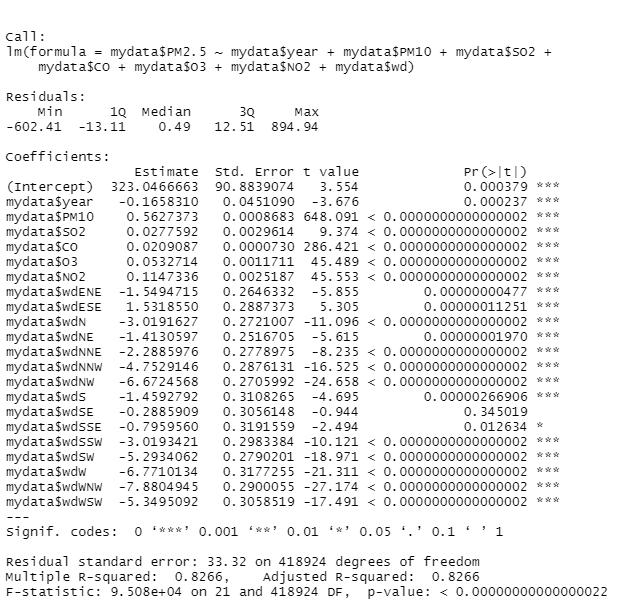 Call:
lm(formula = mydata$PM2.5 ~ mydata$year + mydata$PM10 + mydata$SO2 +
    mydata$CO + mydata$O3 + mydata$NO2 + mydata$wd)
Residuals:
    Min      1Q  Median      3Q     Max
-602.41  -13.11    0.49   12.51  894.94
Coefficients:
               Estimate  Std. Error t value             Pr(>|t|)
(Intercept) 323.0466663  90.8839074   3.554             0.000379 ***
mydata$year  -0.1658310   0.0451090  -3.676             0.000237 ***
mydata$PM10   0.5627373   0.0008683 648.091 < 0.0000000000000002 ***
mydata$SO2    0.0277592   0.0029614   9.374 < 0.0000000000000002 ***
mydata$CO     0.0209087   0.0000730 286.421 < 0.0000000000000002 ***
mydata$O3     0.0532714   0.0011711  45.489 < 0.0000000000000002 ***
mydata$NO2    0.1147336   0.0025187  45.553 < 0.0000000000000002 ***
mydata$wdENE -1.5494715   0.2646332  -5.855        0.00000000477 ***
mydata$wdESE  1.5318550   0.2887373   5.305        0.00000011251 ***
mydata$wdN   -3.0191627   0.2721007 -11.096 < 0.0000000000000002 ***
mydata$wdNE  -1.4130597   0.2516705  -5.615        0.00000001970 ***
mydata$wdNNE -2.2885976   0.2778975  -8.235 < 0.0000000000000002 ***
mydata$wdNNW -4.7529146   0.2876131 -16.525 < 0.0000000000000002 ***
mydata$wdNW  -6.6724568   0.2705992 -24.658 < 0.0000000000000002 ***
mydata$wdS   -1.4592792   0.3108265  -4.695        0.00000266906 ***
mydata$wdSE  -0.2885909   0.3056148  -0.944             0.345019
mydata$wdSSE -0.7959560   0.3191559  -2.494             0.012634 *
mydata$wdSSW -3.0193421   0.2983384 -10.121 < 0.0000000000000002 ***
mydata$wdSW  -5.2934062   0.2790201 -18.971 < 0.0000000000000002 ***
mydata$wdW   -6.7710134   0.3177255 -21.311 < 0.0000000000000002 ***
mydata$wdWNW -7.8804945   0.2900055 -27.174 < 0.0000000000000002 ***
mydata$wdWSW -5.3495092   0.3058519 -17.491 < 0.0000000000000002 ***
---
Signif. codes:  0 ‘***’ 0.001 ‘**’ 0.01 ‘*’ 0.05 ‘.’ 0.1 ‘ ’ 1
Residual standard error: 33.32 on 418924 degrees of freedom
Multiple R-squared:  0.8266,    Adjusted R-squared:  0.8266
F-statistic: 9.508e+04 on 21 and 418924 DF,  p-value: < 0.00000000000000022